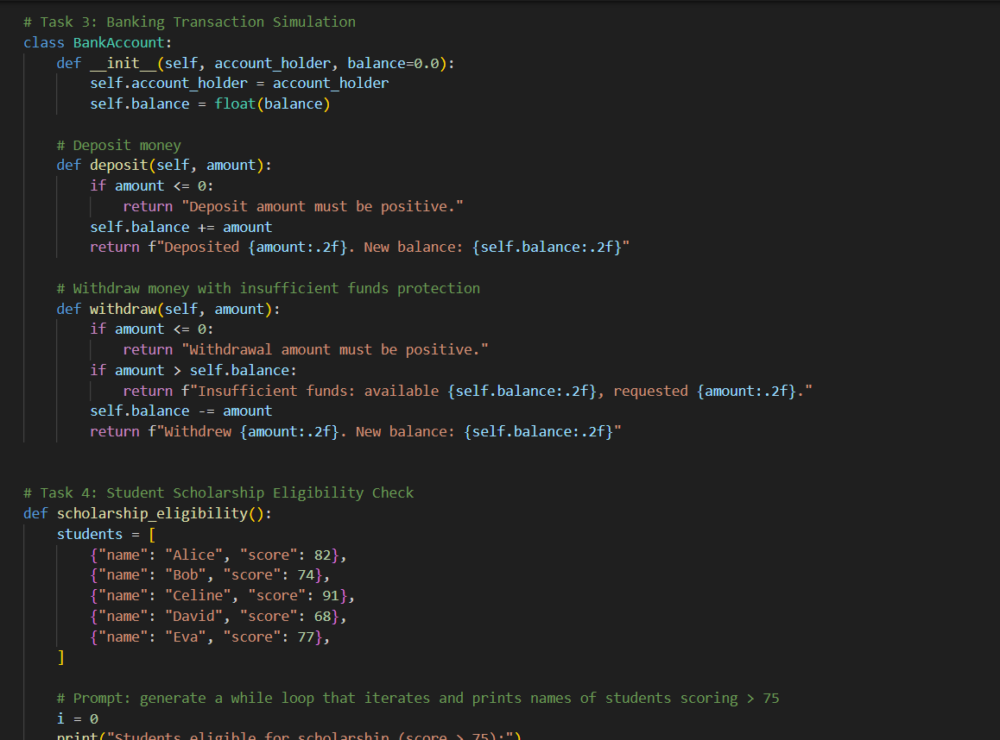 # Task 3: Banking Transaction Simulation
class BankAccount:
    def __init__(self, account_holder, balance=0.0):
        self.account_holder = account_holder
        self.balance = float(balance)

    # Deposit money
    def deposit(self, amount):
        if amount <= 0:
            return "Deposit amount must be positive."
        self.balance += amount
        return f"Deposited {amount:.2f}. New balance: {self.balance:.2f}"

    # Withdraw money with insufficient funds protection
    def withdraw(self, amount):
        if amount <= 0:
            return "Withdrawal amount must be positive."
        if amount > self.balance:
            return f"Insufficient funds: available {self.balance:.2f}, requested {amount:.2f}."
        self.balance -= amount
        return f"Withdrew {amount:.2f}. New balance: {self.balance:.2f}"


# Task 4: Student Scholarship Eligibility Check
def scholarship_eligibility():
    students = [
        {"name": "Alice", "score": 82},
        {"name": "Bob", "score": 74},
        {"name": "Celine", "score": 91},
        {"name": "David", "score": 68},
        {"name": "Eva", "score": 77},
    ]

    # Prompt: generate a while loop that iterates and prints names of students scoring > 75
    i = 0
    print("Students eligible for scholarship (score > 75):")